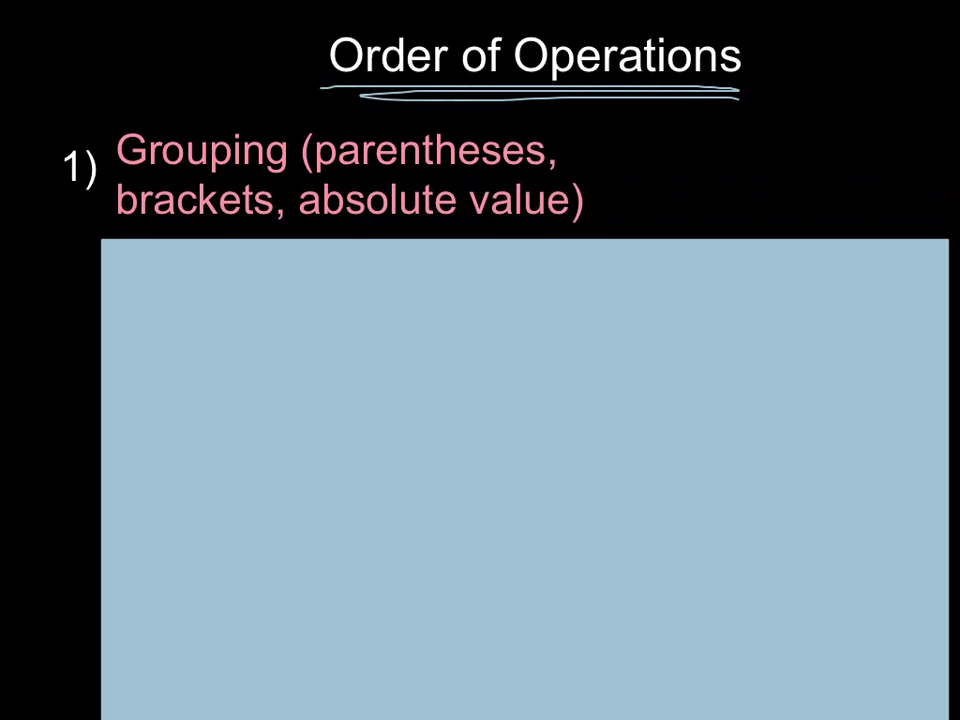 Order of Operations
1) Grouping (parentheses,
brackets, absolute value)